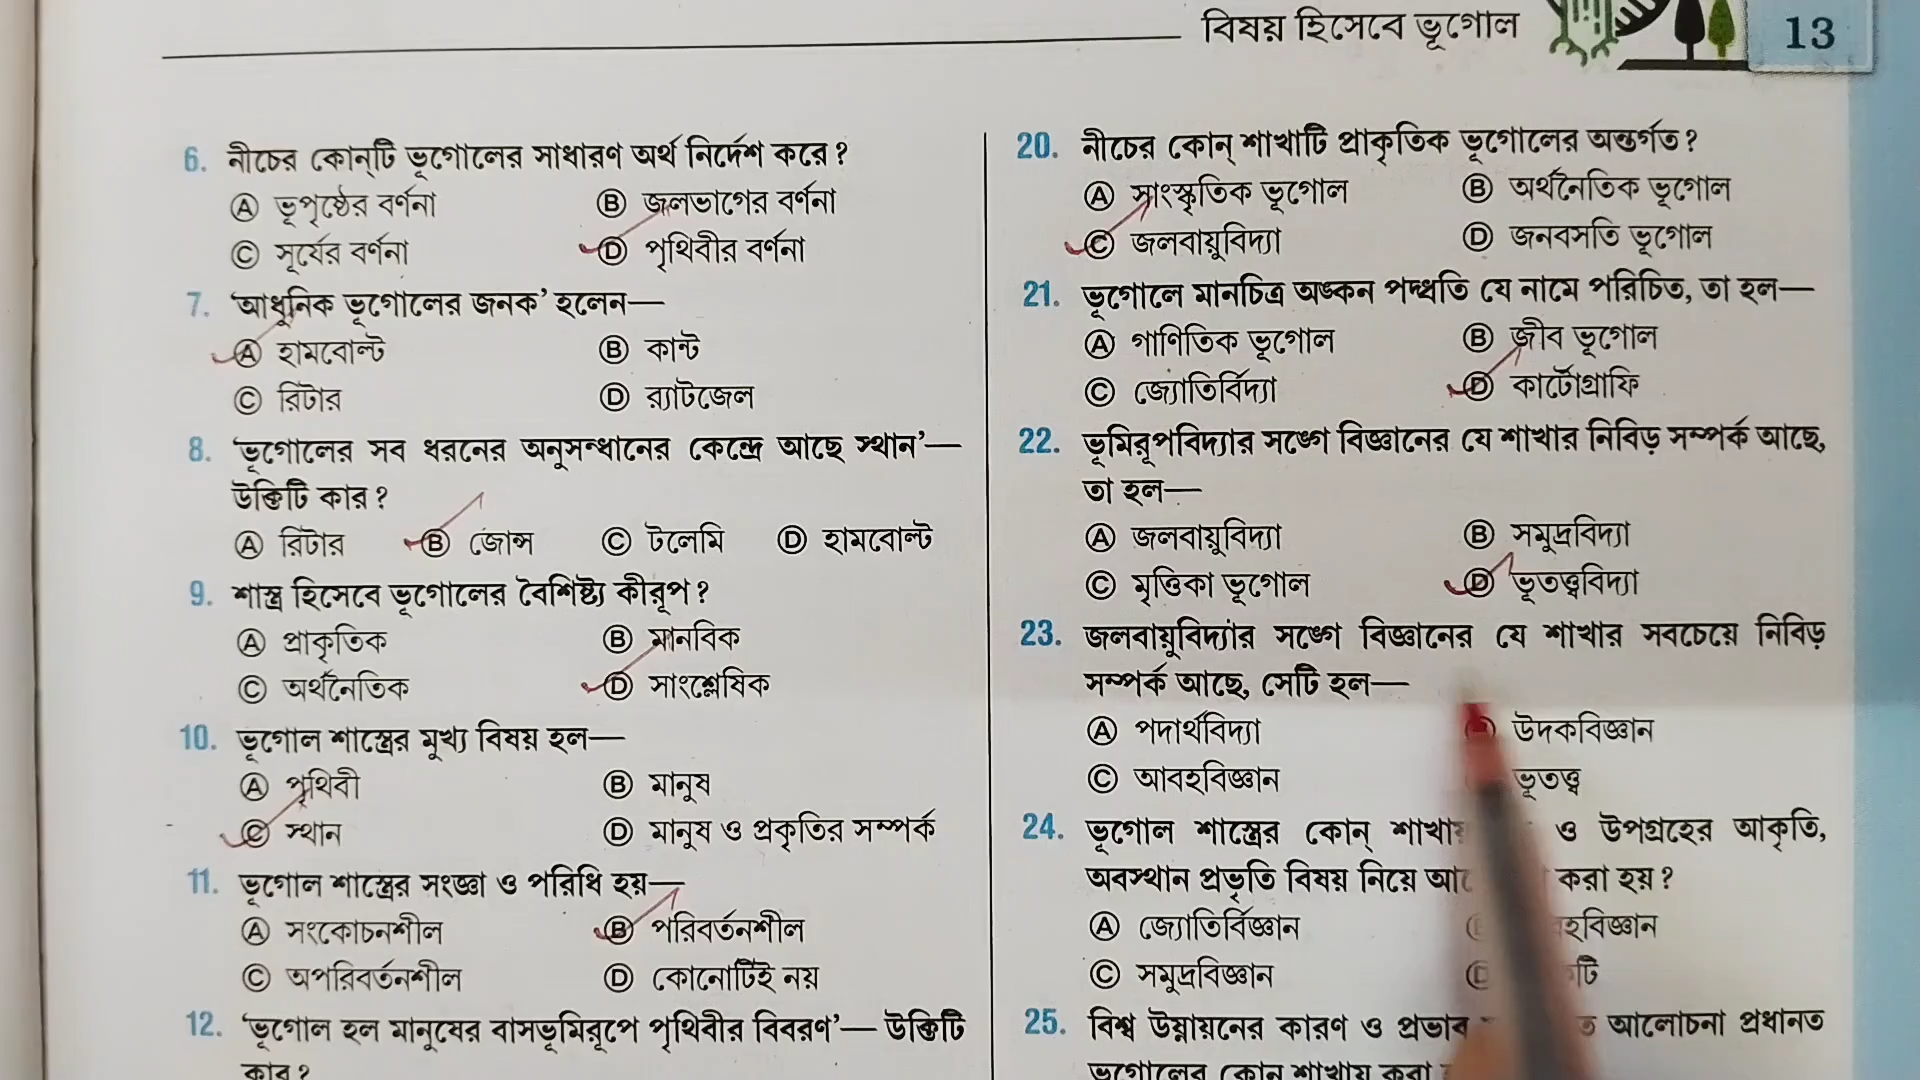 বিষয় হিসেবে ভূগোল
13
6. নীচের কোন্‌টি ভূগোলের সাধারণ অর্থ নির্দেশ করে?
Ⓐ ভূপৃষ্ঠের বর্ণনা Ⓑ জলভাগের বর্ণনা
Ⓒ সূর্যের বর্ণনা Ⓓ পৃথিবীর বর্ণনা
7. 'আধুনিক ভূগোলের জনক' হলেন—
Ⓐ হামবোল্ট Ⓑ কান্ট
Ⓒ রিটার Ⓓ র‍্যাটজেল
8. 'ভূগোলের সব ধরনের অনুসন্ধানের কেন্দ্রে আছে স্থান'—
উক্তিটি কার?
Ⓐ রিটার Ⓑ জোন্স Ⓒ টলেমি Ⓓ হামবোল্ট
9. শাস্ত্র হিসেবে ভূগোলের বৈশিষ্ট্য কীরূপ?
Ⓐ প্রাকৃতিক Ⓑ মানবিক
Ⓒ অর্থনৈতিক Ⓓ সাংশ্লেষিক
10. ভূগোল শাস্ত্রের মুখ্য বিষয় হল—
Ⓐ পৃথিবী Ⓑ মানুষ
Ⓒ স্থান Ⓓ মানুষ ও প্রকৃতির সম্পর্ক
11. ভূগোল শাস্ত্রের সংজ্ঞা ও পরিধি হয়—
Ⓐ সংকোচনশীল Ⓑ পরিবর্তনশীল
Ⓒ অপরিবর্তনশীল Ⓓ কোনোটিই নয়
12. 'ভূগোল হল মানুষের বাসভূমিরূপে পৃথিবীর বিবরণ'— উক্তিটি
কার?
20. নীচের কোন্ শাখাটি প্রাকৃতিক ভূগোলের অন্তর্গত?
Ⓐ সাংস্কৃতিক ভূগোল Ⓑ অর্থনৈতিক ভূগোল
Ⓒ জলবায়ুবিদ্যা Ⓓ জনবসতি ভূগোল
21. ভূগোলে মানচিত্র অঙ্কন পদ্ধতি যে নামে পরিচিত, তা হল—
Ⓐ গাণিতিক ভূগোল Ⓑ জীব ভূগোল
Ⓒ জ্যোতির্বিদ্যা Ⓓ কার্টোগ্রাফি
22. ভূমিরূপবিদ্যার সঙ্গে বিজ্ঞানের যে শাখার নিবিড় সম্পর্ক আছে,
তা হল—
Ⓐ জলবায়ুবিদ্যা Ⓑ সমুদ্রবিদ্যা
Ⓒ মৃত্তিকা ভূগোল Ⓓ ভূতত্ত্ববিদ্যা
23. জলবায়ুবিদ্যার সঙ্গে বিজ্ঞানের যে শাখার সবচেয়ে নিবিড়
সম্পর্ক আছে, সেটি হল—
Ⓐ পদার্থবিদ্যা উদকবিজ্ঞান
Ⓒ আবহবিজ্ঞান ভূতত্ত্ব
24. ভূগোল শাস্ত্রের কোন্ ও উপগ্রহের আকৃতি,
অবস্থান প্রভৃতি বিষয় নিয়ে করা হয়?
Ⓐ জ্যোতির্বিজ্ঞান
Ⓒ সমুদ্রবিজ্ঞান
25. বিশ্ব উন্নায়নের কারণ ও প্রভাব আলোচনা প্রধানত
ভূগোলের কোন শাখায় করা